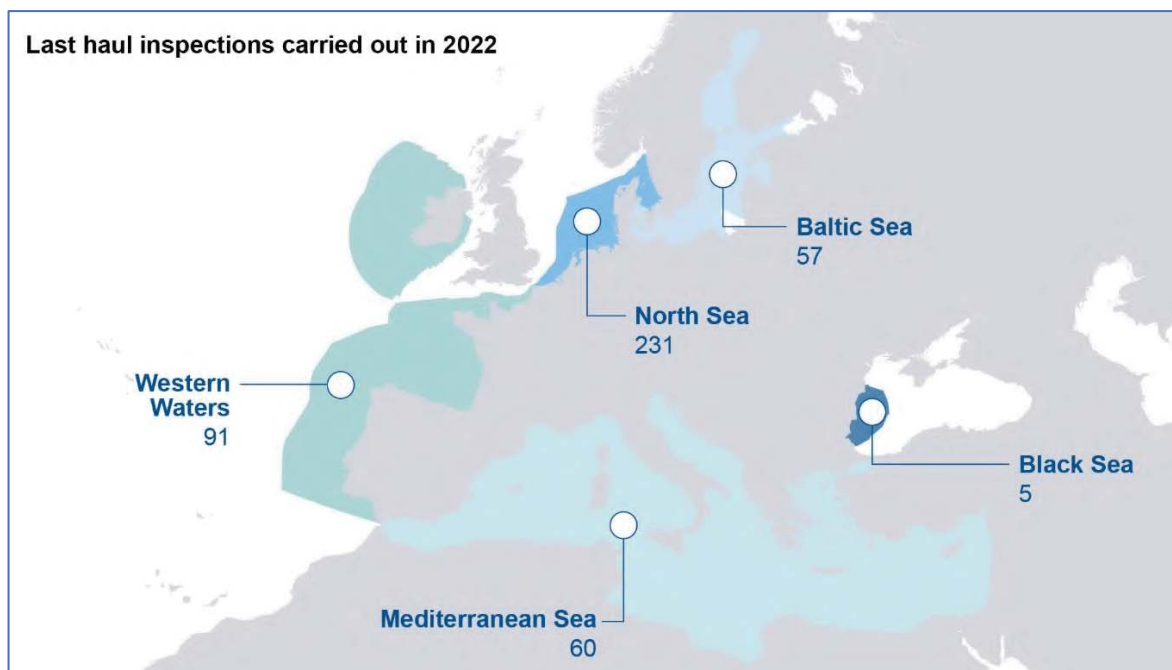 Last haul inspections carried out in 2022
Baltic Sea
57
North Sea
231
Western
Waters
91
Black Sea
5
Mediterranean Sea
60